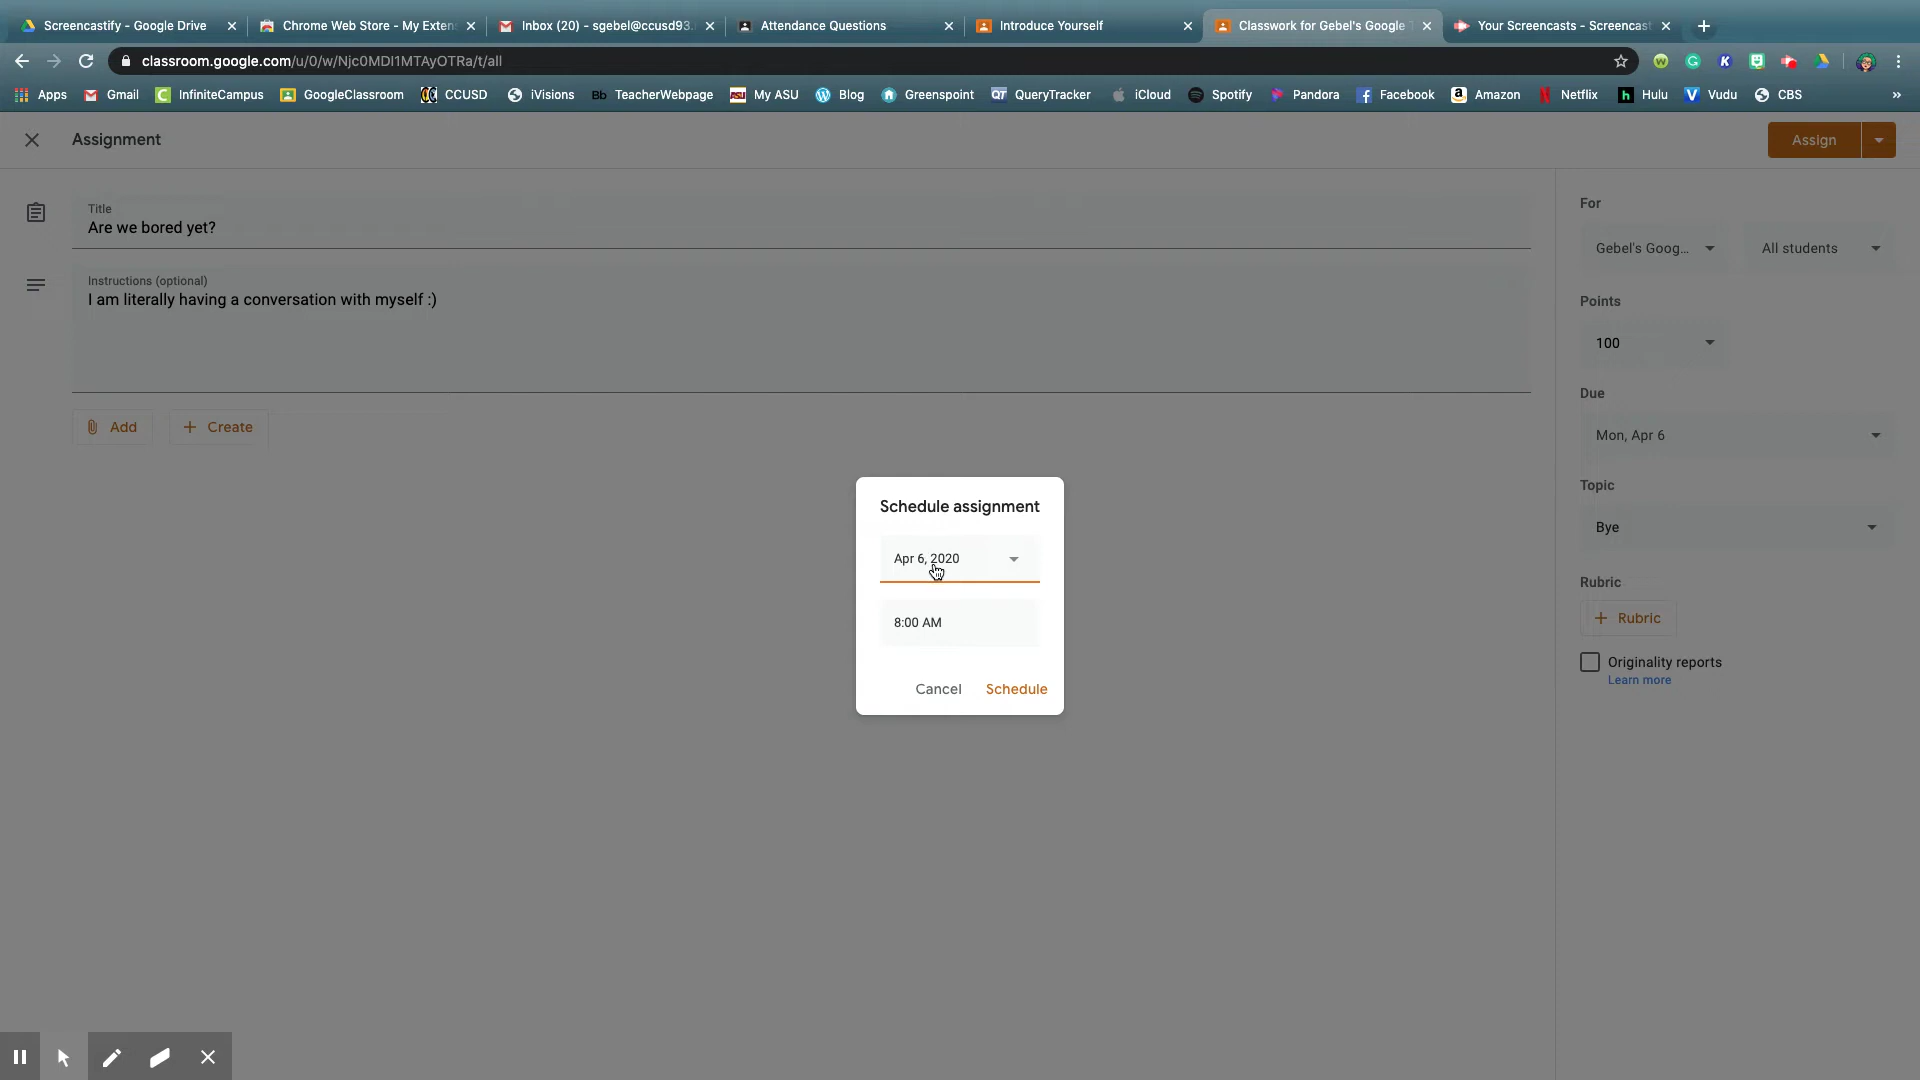 Screencastify - Google Drive
Chrome Web Store - My Exten
Inbox (20) - sgebel@ccusd93.
Attendance Questions
Introduce Yourself
Classwork for Gebel's Google T
Your Screencasts - Screencast
classroom.google.com/u/0/w/Njc0MDI1MTAyOTRa/t/all
Apps
Gmail
InfiniteCampus
GoogleClassroom
CCUSD
iVisions
Bb TeacherWebpage
My ASU
Blog
Greenspoint
QT QueryTracker
iCloud
Spotify
Pandora
Facebook
Amazon
Netflix
Hulu
Vudu
CBS
»
Assignment
Assign
Title
Are we bored yet?
Instructions (optional)
I am literally having a conversation with myself :)
Add
Create
For
Gebel's Goog...
All students
Points
100
Due
Mon, Apr 6
Topic
Bye
Rubric
Rubric
Originality reports
Learn more
Schedule assignment
Apr 6, 2020
8:00 AM
Cancel
Schedule